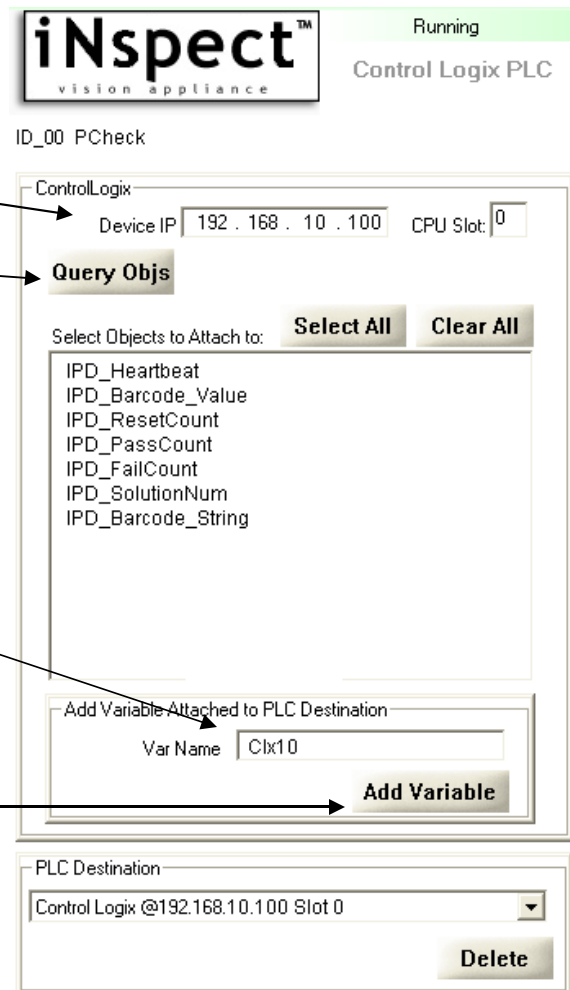 iNspect™
vision appliance
Running
Control Logix PLC
ID_00 PCheck
ControlLogix
Device IP 192 . 168 . 10 . 100 CPU Slot: 0
Query Objs
Select Objects to Attach to: Select All Clear All
IPD_Heartbeat
IPD_Barcode_Value
IPD_ResetCount
IPD_PassCount
IPD_FailCount
IPD_SolutionNum
IPD_Barcode_String
Add Variable Attached to PLC Destination
Var Name Clx10
Add Variable
PLC Destination
Control Logix @192.168.10.100 Slot 0
Delete